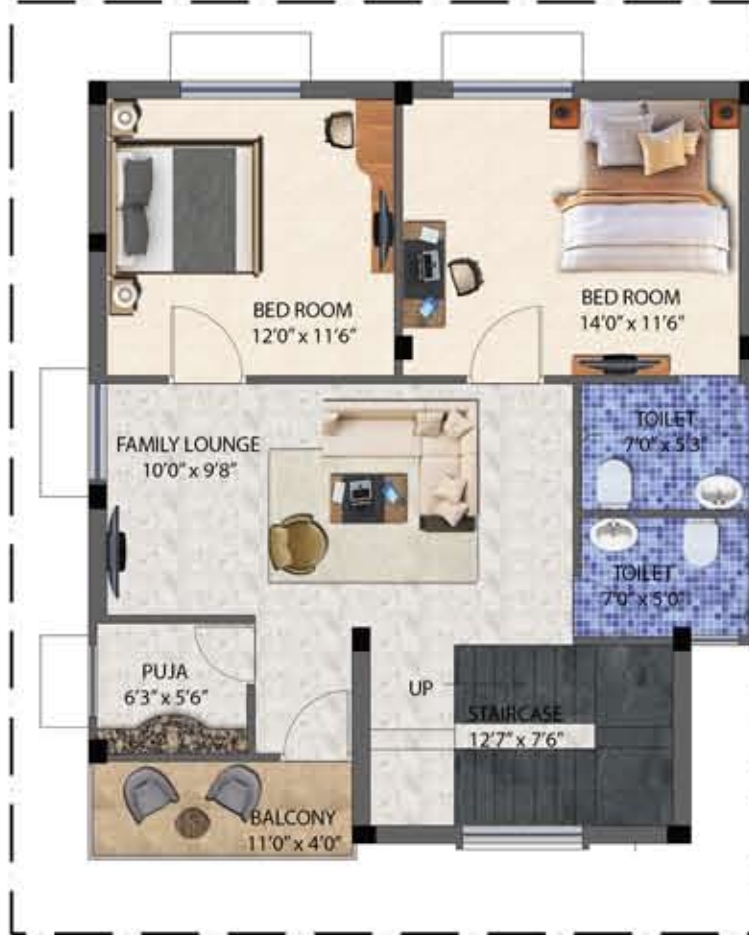 BED ROOM
12'0" x 11'6"
BED ROOM
14'0" x 11'6"
FAMILY LOUNGE
10'0" x 9'8"
TOILET
7'0" x 5'3"
TOILET
7'0" x 5'0"
PUJA
6'3" x 5'6"
UP
STAIRCASE
12'7" x 7'6"
BALCONY
11'0" x 4'0"